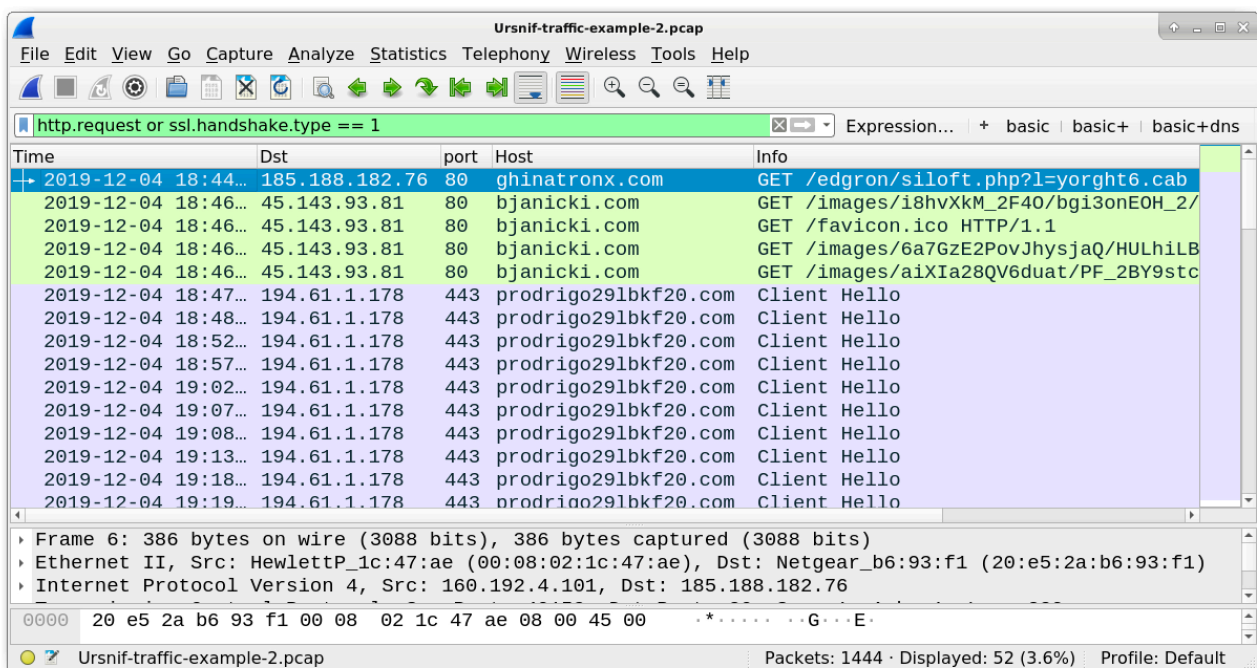 Ursnif-traffic-example-2.pcap
File Edit View Go Capture Analyze Statistics Telephony Wireless Tools Help
http.request or ssl.handshake.type == 1 Expression… + basic basic+ basic+dns
Time Dst port Host Info
2019-12-04 18:44… 185.188.182.76 80 ghinatronx.com GET /edgron/siloft.php?l=yorght6.cab
2019-12-04 18:46… 45.143.93.81 80 bjanicki.com GET /images/i8hvXkM_2F4O/bgi3onEOH_2/
2019-12-04 18:46… 45.143.93.81 80 bjanicki.com GET /favicon.ico HTTP/1.1
2019-12-04 18:46… 45.143.93.81 80 bjanicki.com GET /images/6a7GzE2PovJhysjaQ/HULhiLB
2019-12-04 18:46… 45.143.93.81 80 bjanicki.com GET /images/aiXIa28QV6duat/PF_2BY9stc
2019-12-04 18:47… 194.61.1.178 443 prodrigo29lbkf20.com Client Hello
2019-12-04 18:48… 194.61.1.178 443 prodrigo29lbkf20.com Client Hello
2019-12-04 18:52… 194.61.1.178 443 prodrigo29lbkf20.com Client Hello
2019-12-04 18:57… 194.61.1.178 443 prodrigo29lbkf20.com Client Hello
2019-12-04 19:02… 194.61.1.178 443 prodrigo29lbkf20.com Client Hello
2019-12-04 19:07… 194.61.1.178 443 prodrigo29lbkf20.com Client Hello
2019-12-04 19:08… 194.61.1.178 443 prodrigo29lbkf20.com Client Hello
2019-12-04 19:13… 194.61.1.178 443 prodrigo29lbkf20.com Client Hello
2019-12-04 19:18… 194.61.1.178 443 prodrigo29lbkf20.com Client Hello
2019-12-04 19:19… 194.61.1.178 443 prodrigo29lbkf20.com Client Hello
Frame 6: 386 bytes on wire (3088 bits), 386 bytes captured (3088 bits)
Ethernet II, Src: HewlettP_1c:47:ae (00:08:02:1c:47:ae), Dst: Netgear_b6:93:f1 (20:e5:2a:b6:93:f1)
Internet Protocol Version 4, Src: 160.192.4.101, Dst: 185.188.182.76
0000 20 e5 2a b6 93 f1 00 08 02 1c 47 ae 08 00 45 00 ·*····· ··G···E·
Ursnif-traffic-example-2.pcap Packets: 1444 · Displayed: 52 (3.6%) Profile: Default